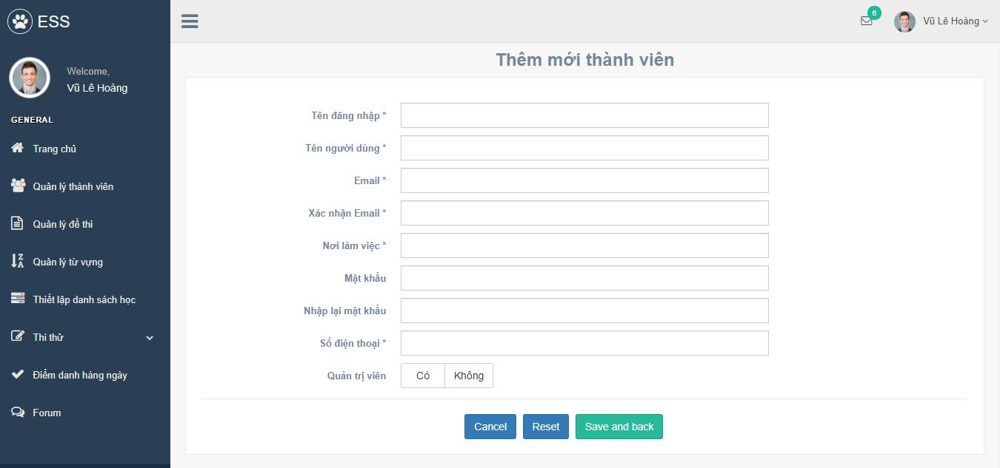 ESS
6
Vũ Lê Hoàng
Welcome,
Vũ Lê Hoàng
GENERAL
Trang chủ
Quản lý thành viên
Quản lý đề thi
Quản lý từ vựng
Thiết lập danh sách học
Thi thử
Điểm danh hàng ngày
Forum
Thêm mới thành viên
Tên đăng nhập *
Tên người dùng *
Email *
Xác nhận Email *
Nơi làm việc *
Mật khẩu
Nhập lại mật khẩu
Số điện thoại *
Quản trị viên Có Không
Cancel Reset Save and back